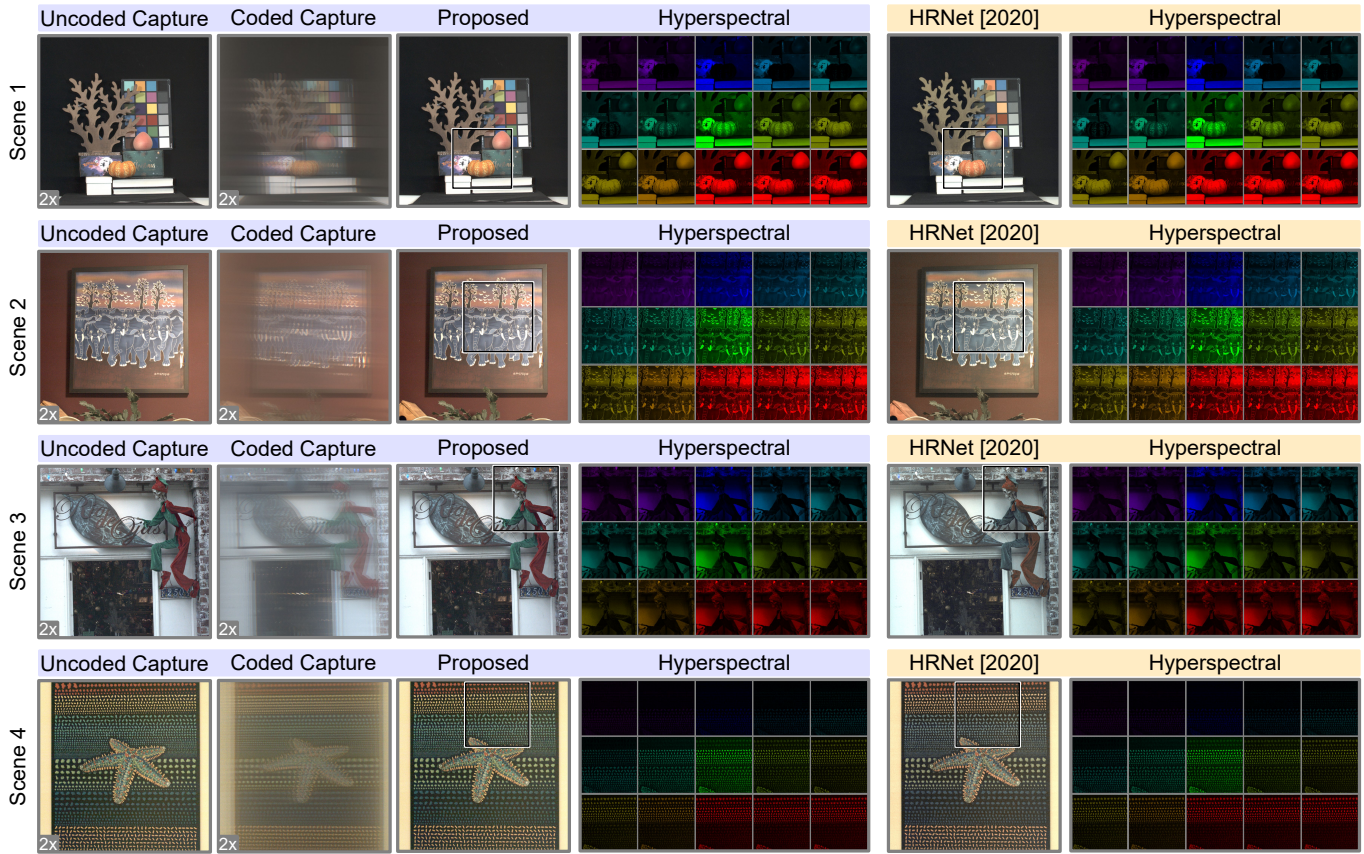 Uncoded Capture Coded Capture Proposed Hyperspectral HRNet [2020] Hyperspectral
Scene 1
2x 2x
Uncoded Capture Coded Capture Proposed Hyperspectral HRNet [2020] Hyperspectral
Scene 2
2x 2x
Uncoded Capture Coded Capture Proposed Hyperspectral HRNet [2020] Hyperspectral
Scene 3
2x 2x
Uncoded Capture Coded Capture Proposed Hyperspectral HRNet [2020] Hyperspectral
Scene 4
2x 2x